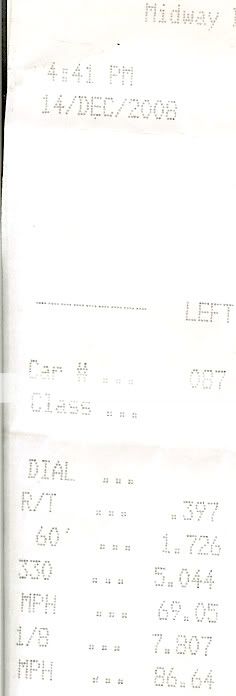 Midway
4:41 PM
14/DEC/2008
----------- LEFT
Car # ... 087
Class ...
DIAL ...
R/T ... .397
60' ... 1.726
330 ... 5.044
MPH ... 69.05
1/8 ... 7.807
MPH ... 86.64